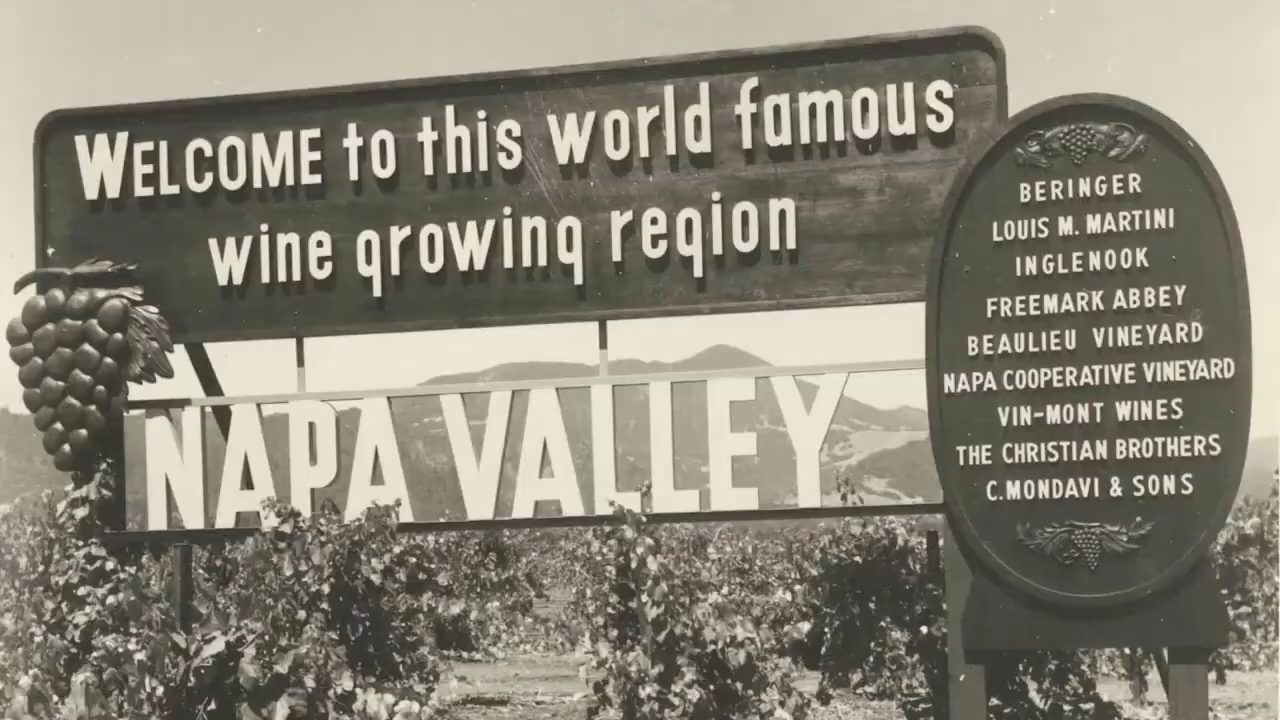 WELCOME to this world famous
wine growing region
NAPA VALLEY
BERINGER
LOUIS M. MARTINI
INGLENOOK
FREEMARK ABBEY
BEAULIEU VINEYARD
NAPA COOPERATIVE VINEYARD
VIN-MONT WINES
THE CHRISTIAN BROTHERS
C. MONDAVI & SONS